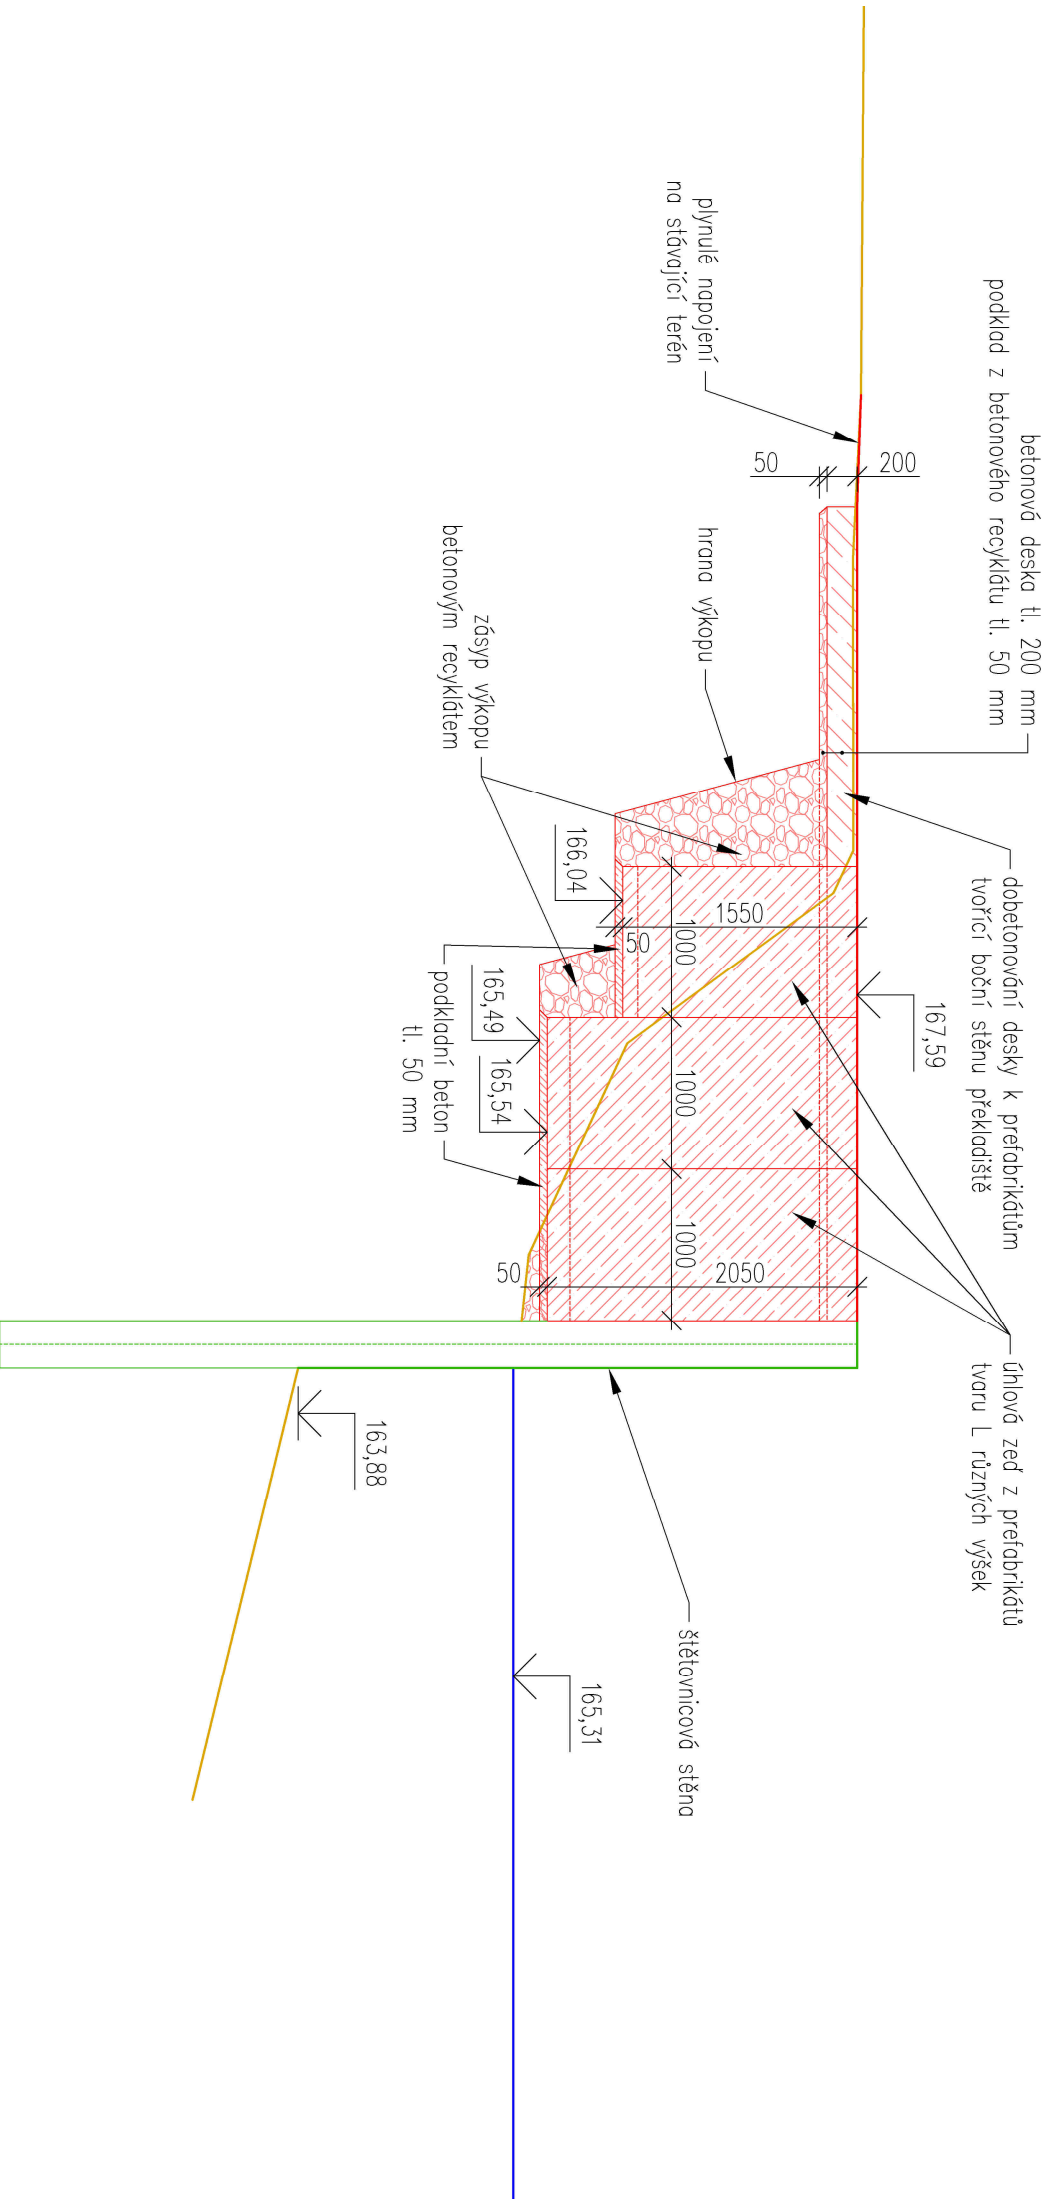 betonová deska tl. 200 mm
podklad z betonového recyklátu tl. 50 mm
dobetonování desky k prefabrikátům
tvořící boční stěnu překladiště
úhlová zeď z prefabrikátů
tvaru L různých výšek
plynulé napojení
na stávající terén
200
50
hrana výkopu
167,59
1550
2050
1000
1000
1000
50
166,04
zásyp výkopu
betonovým recyklátem
165,49
165,54
podkladní beton
tl. 50 mm
50
štětovnicová stěna
165,31
163,88